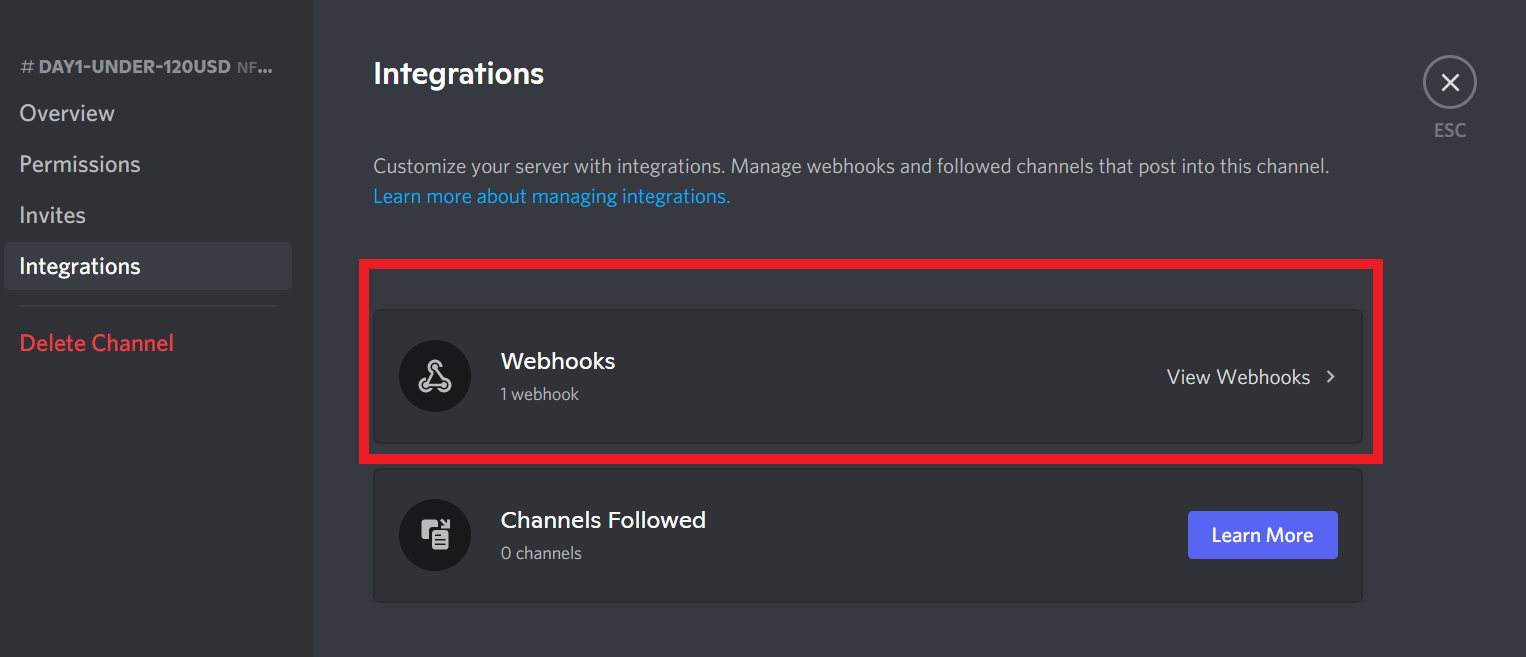 # DAY1-UNDER-120USD NF...
Overview
Permissions
Invites
Integrations
Delete Channel
Integrations
ESC
Customize your server with integrations. Manage webhooks and followed channels that post into this channel.
Learn more about managing integrations.
Webhooks
1 webhook
View Webhooks
Channels Followed
0 channels
Learn More